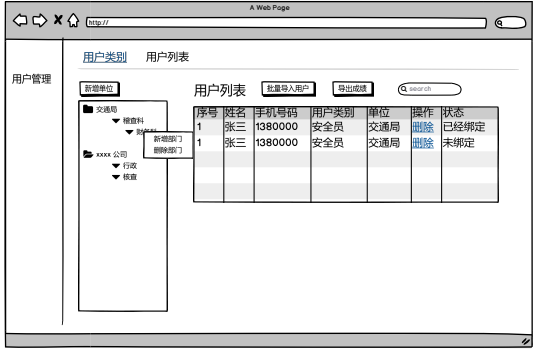 A Web Page
http://
用户管理
用户类别 用户列表
新增单位
用户列表 批量导入用户 导出成绩 search
交通局
稽查科
新增部门
删除部门
xxxx 公司
行政
核查
序号 姓名 手机号码 用户类别 单位 操作 状态
1 张三 1380000 安全员 交通局 删除 已经绑定
1 张三 1380000 安全员 交通局 删除 未绑定